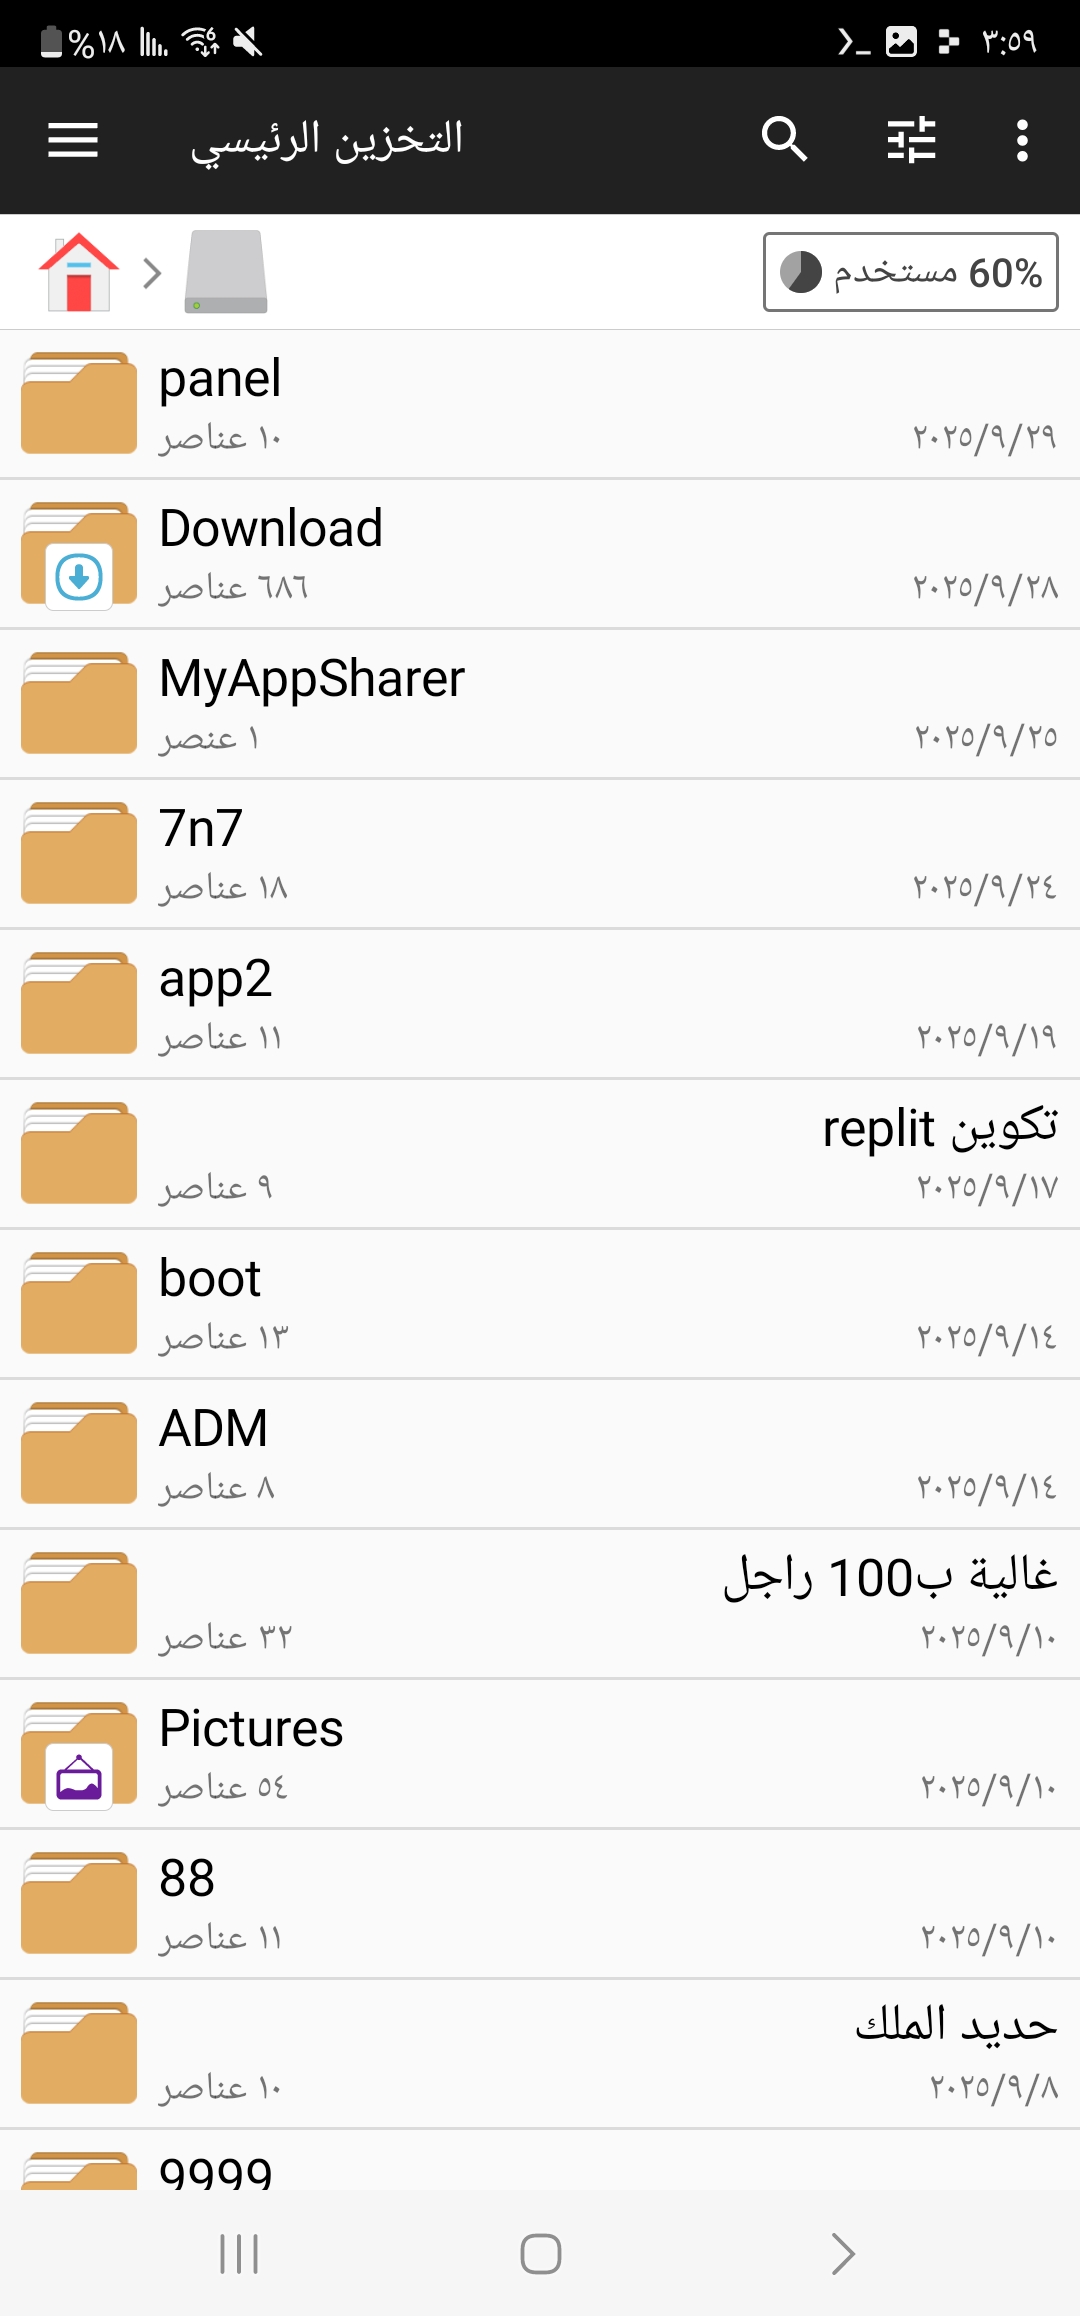 %١٨
٣:٥٩
التخزين الرئيسي
60% مستخدم
panel
١٠ عناصر
٢٠٢٥/٩/٢٩
Download
٦٨٦ عناصر
٢٠٢٥/٩/٢٨
MyAppSharer
١ عنصر
٢٠٢٥/٩/٢٥
7n7
١٨ عناصر
٢٠٢٥/٩/٢٤
app2
١١ عناصر
٢٠٢٥/٩/١٩
تكوين replit
٩ عناصر
٢٠٢٥/٩/١٧
boot
١٣ عناصر
٢٠٢٥/٩/١٤
ADM
٨ عناصر
٢٠٢٥/٩/١٤
غالية ب100 راجل
٣٢ عناصر
٢٠٢٥/٩/١٠
Pictures
٥٤ عناصر
٢٠٢٥/٩/١٠
88
١١ عناصر
٢٠٢٥/٩/١٠
حديد الملك
١٠ عناصر
٢٠٢٥/٩/٨
9999